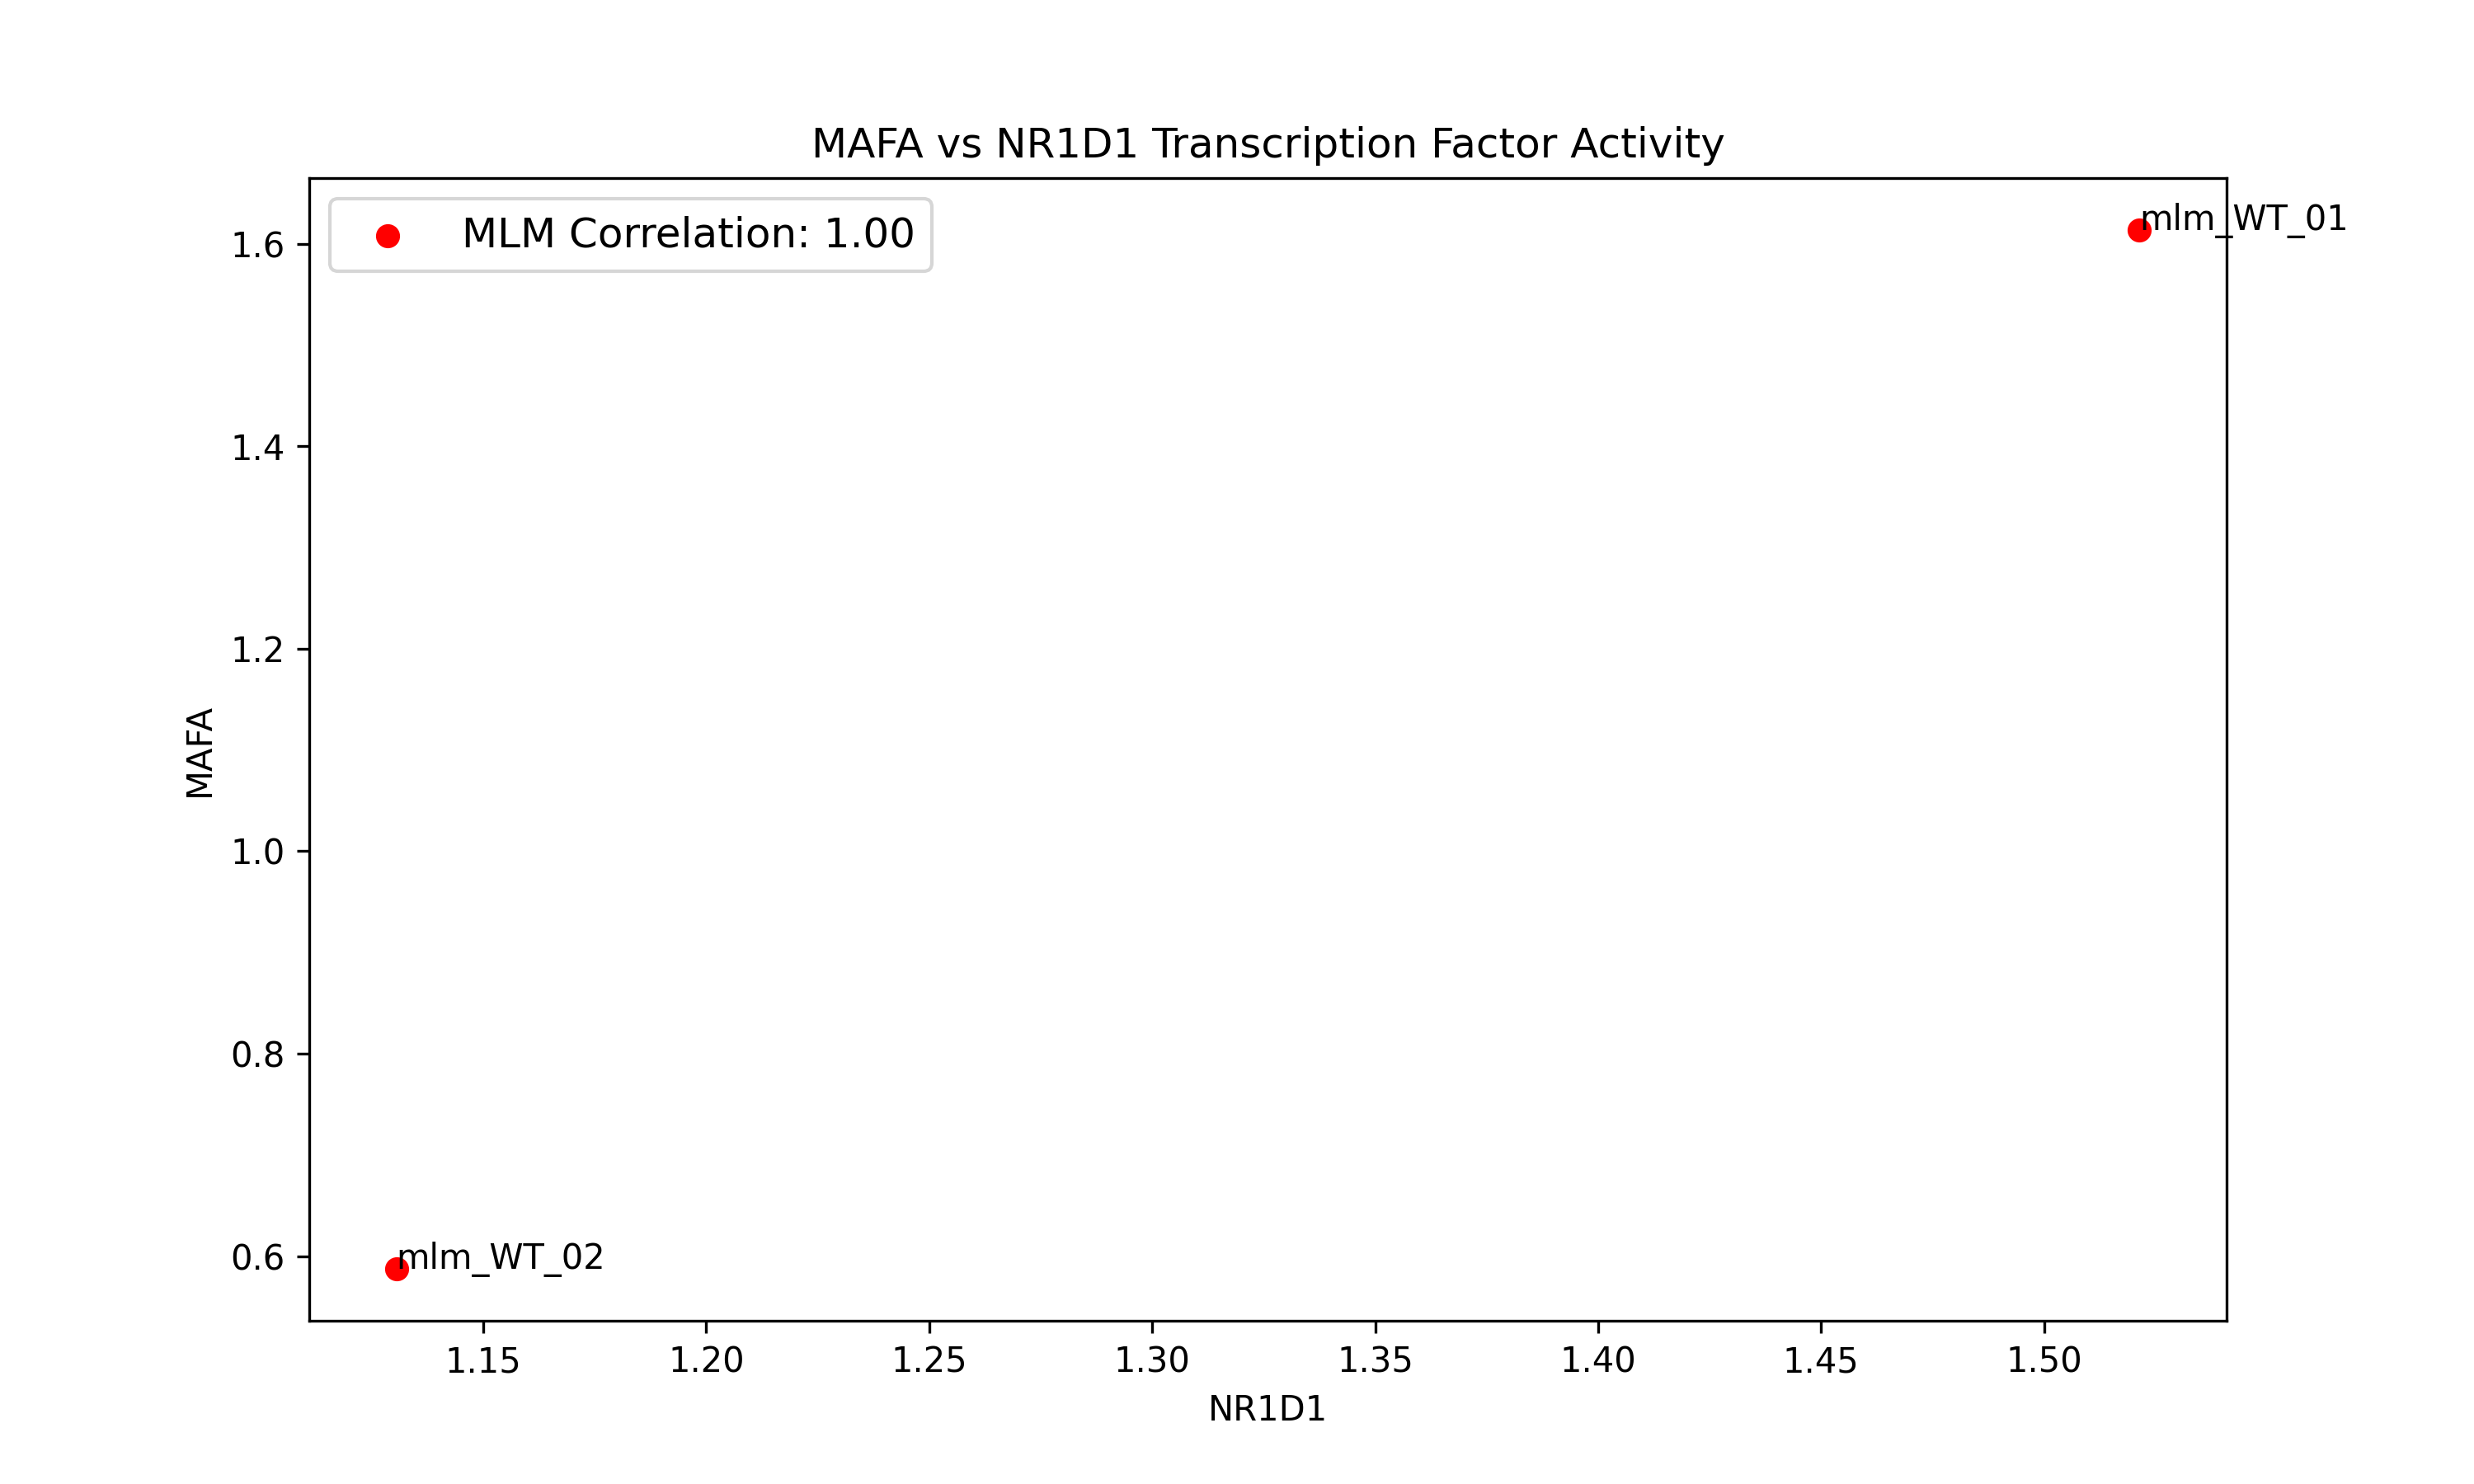 MAFA vs NR1D1 Transcription Factor Activity
MLM Correlation: 1.00
mlm_WT_01
1.6
1.4
1.2
1.0
0.8
0.6
MAFA
mlm_WT_02
1.15 1.20 1.25 1.30 1.35 1.40 1.45 1.50
NR1D1